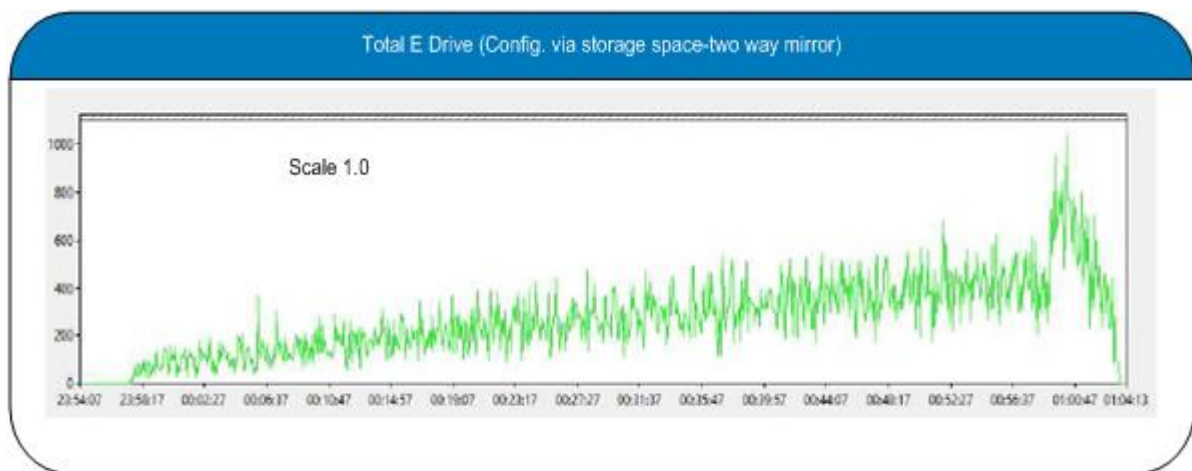 Total E Drive (Config. via storage space-two way mirror)
Scale 1.0
1000
800
600
400
200
0
23:54:07 23:58:17 00:02:27 00:06:37 00:10:47 00:14:57 00:19:07 00:23:17 00:27:27 00:31:37 00:35:47 00:39:57 00:44:07 00:48:17 00:52:27 00:56:37 01:00:47 01:04:13